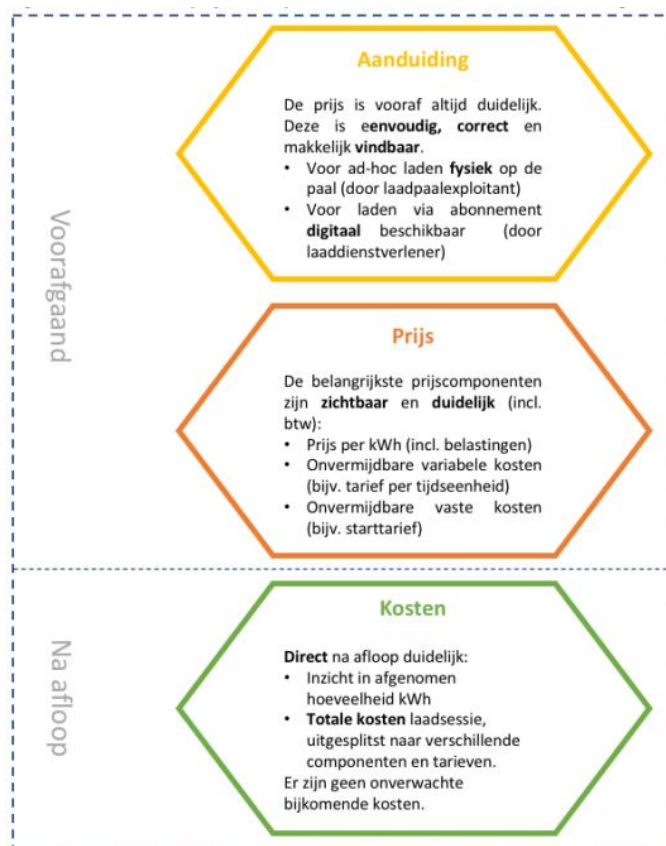 Voorafgaand
Aanduiding
De prijs is vooraf altijd duidelijk.
Deze is eenvoudig, correct en
makkelijk vindbaar.
• Voor ad-hoc laden fysiek op de
paal (door laadpaalexploitant)
• Voor laden via abonnement
digitaal beschikbaar (door
laaddienstverlener)
Prijs
De belangrijkste prijscomponenten
zijn zichtbaar en duidelijk (incl.
btw):
• Prijs per kWh (incl. belastingen)
• Onvermijdbare variabele kosten
(bijv. tarief per tijdseenheid)
• Onvermijdbare vaste kosten
(bijv. starttarief)
Na afloop
Kosten
Direct na afloop duidelijk:
• Inzicht in afgenomen
hoeveelheid kWh
• Totale kosten laadsessie,
uitgesplitst naar verschillende
componenten en tarieven.
Er zijn geen onverwachte
bijkomende kosten.